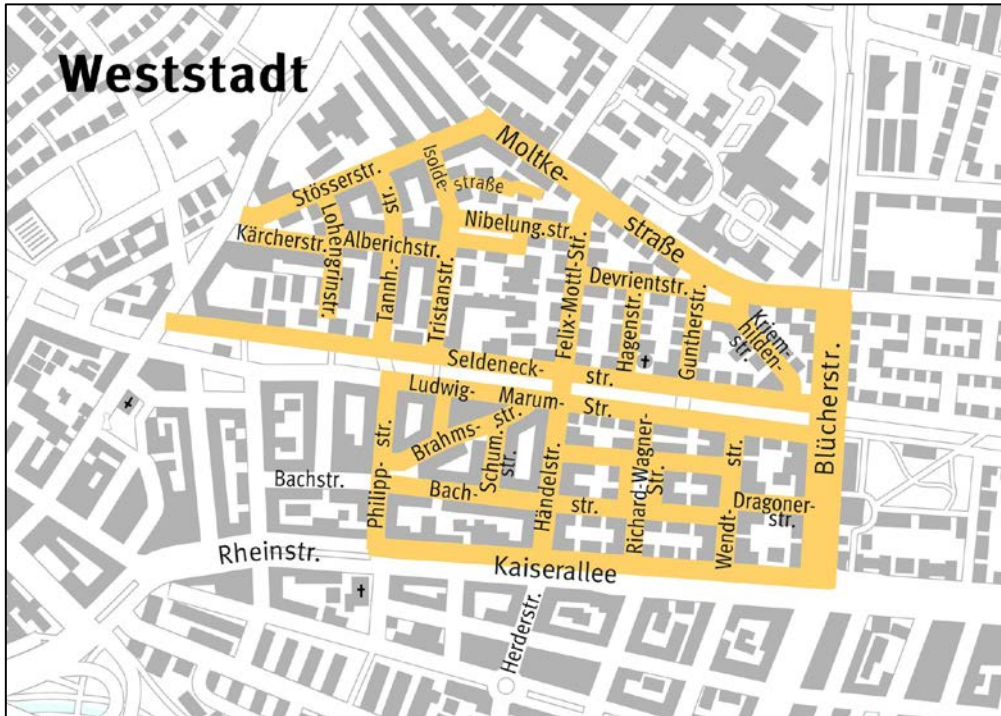 Weststadt
Moltke-
straße
Isolde-
straße
Stösserstr.
str.
Tannh.-
Lohengrinstr.
Nibelung.str.
Kärcherstr.
Alberichstr.
Tristanstr.
Felix-Mottl-Str.
Devrientstr.
Hagenstr.
Guntherstr.
Kriem-
hilden-
str.
Blücherstr.
Seldeneck-
str.
Ludwig-
Marum-
Str.
Brahms-
str.
Schum.
str.
Philipp-
str.
Bachstr.
Bach-
str.
Händelstr.
Richard-Wagner-
Str.
Wendt-
str.
Dragoner-
str.
Rheinstr.
Kaiserallee
Herderstr.